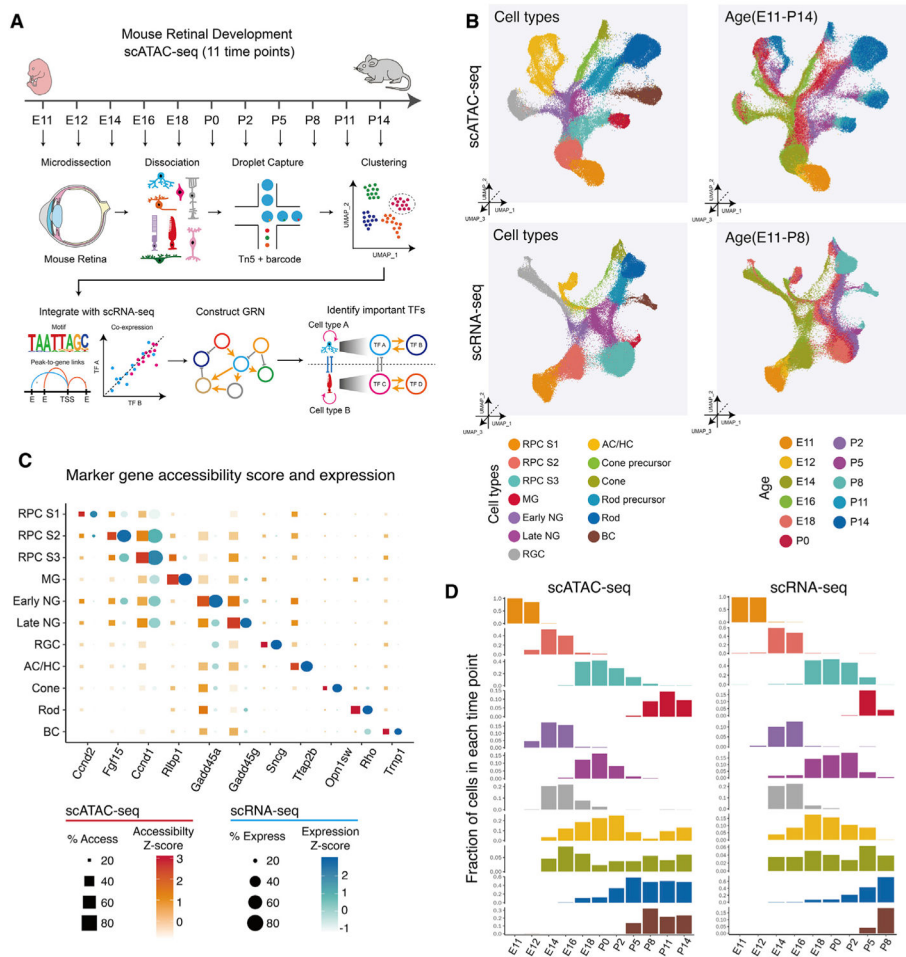 A
Mouse Retinal Development
scATAC-seq (11 time points)
E11 E12 E14 E16 E18 P0 P2 P5 P8 P11 P14
Microdissection Dissociation Droplet Capture Clustering
UMAP_2
UMAP_1
Mouse Retina
Tn5 + barcode
Integrate with scRNA-seq
Construct GRN
Identify important TFs
Motif
TAATTAGC
Co-expression
Peak-to-gene links
E E TSS E
TF A
TF B
Cell type A
TF A TF B
TF C TF D
Cell type B
B
Cell types
Age(E11-P14)
scATAC-seq
UMAP_2
UMAP_1
UMAP_3
UMAP_2
UMAP_1
UMAP_3
Cell types
Age(E11-P8)
scRNA-seq
UMAP_2
UMAP_1
UMAP_3
UMAP_2
UMAP_1
UMAP_3
Cell types
RPC S1
RPC S2
RPC S3
MG
Early NG
Late NG
RGC
AC/HC
Cone precursor
Cone
Rod precursor
Rod
BC
Age
E11
E12
E14
E16
E18
P0
P2
P5
P8
P11
P14
C
Marker gene accessibility score and expression
RPC S1
RPC S2
RPC S3
MG
Early NG
Late NG
RGC
AC/HC
Cone
Rod
BC
Ccnd2 Fgf15 Ccnd1 Rlbp1 Gadd45a Gadd45g Sncg Tfap2b Opn1sw Rho Trnp1
scATAC-seq
% Access
20
40
60
80
Accessibilty
Z-score
3
2
1
0
scRNA-seq
% Express
20
40
60
80
Expression
Z-score
2
1
0
-1
D
scATAC-seq
scRNA-seq
Fraction of cells in each time point
E11 E12 E14 E16 E18 P0 P2 P5 P8 P11 P14
E11 E12 E14 E16 E18 P0 P2 P5 P8